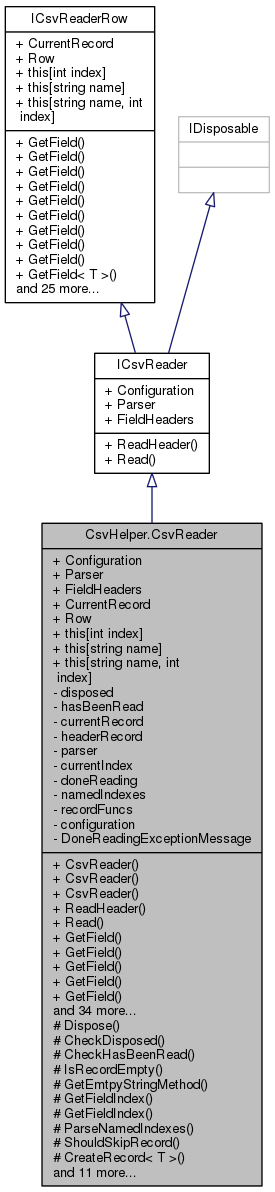 ICsvReaderRow
+ CurrentRecord
+ Row
+ this[int index]
+ this[string name]
+ this[string name, int
index]
+ GetField()
+ GetField()
+ GetField()
+ GetField()
+ GetField()
+ GetField()
+ GetField()
+ GetField()
+ GetField()
+ GetField< T >()
and 25 more...
IDisposable
ICsvReader
+ Configuration
+ Parser
+ FieldHeaders
+ ReadHeader()
+ Read()
CsvHelper.CsvReader
+ Configuration
+ Parser
+ FieldHeaders
+ CurrentRecord
+ Row
+ this[int index]
+ this[string name]
+ this[string name, int
index]
- disposed
- hasBeenRead
- currentRecord
- headerRecord
- parser
- currentIndex
- doneReading
- namedIndexes
- recordFuncs
- configuration
- DoneReadingExceptionMessage
+ CsvReader()
+ CsvReader()
+ CsvReader()
+ ReadHeader()
+ Read()
+ GetField()
+ GetField()
+ GetField()
+ GetField()
+ GetField()
and 34 more...
# Dispose()
# CheckDisposed()
# CheckHasBeenRead()
# IsRecordEmpty()
# GetEmtpyStringMethod()
# GetFieldIndex()
# GetFieldIndex()
# ParseNamedIndexes()
# ShouldSkipRecord()
# CreateRecord< T >()
and 11 more...